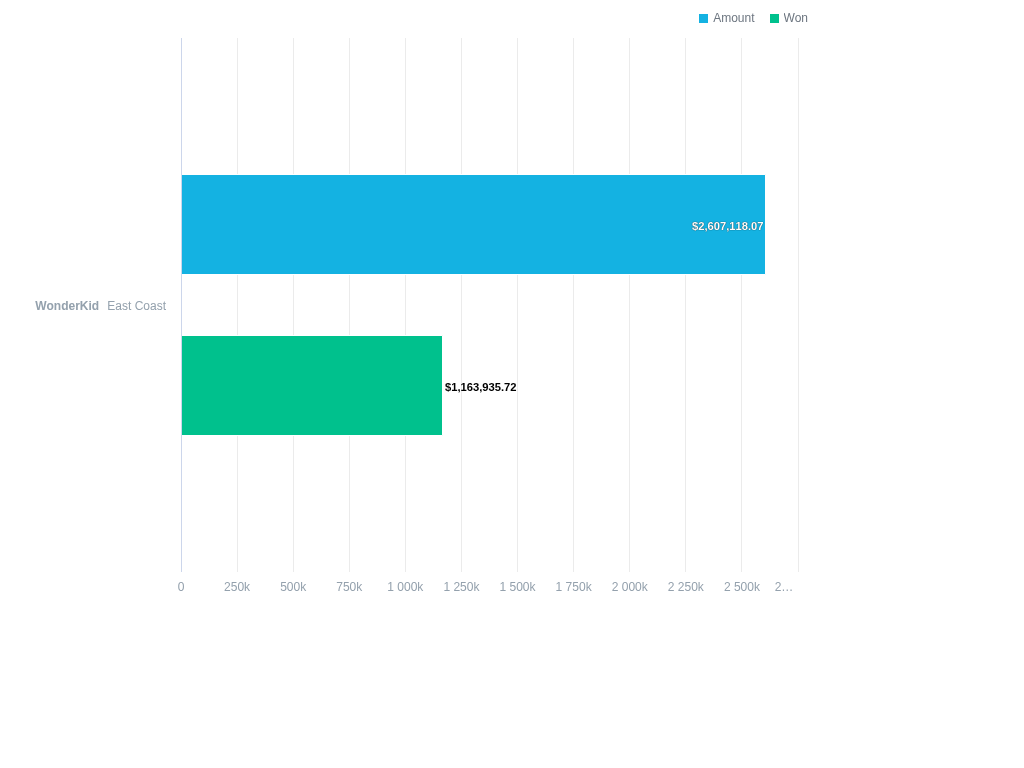 Amount Won
$2,607,118.07
WonderKid East Coast
$1,163,935.72
0 250k 500k 750k 1 000k 1 250k 1 500k 1 750k 2 000k 2 250k 2 500k 2…